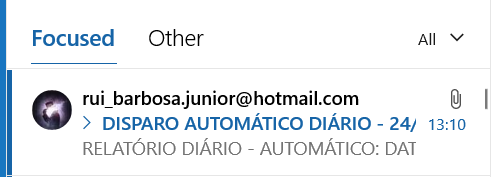 Focused Other All
rui_barbosa.junior@hotmail.com
DISPARO AUTOMÁTICO DIÁRIO - 24/ 13:10
RELATÓRIO DIÁRIO - AUTOMÁTICO: DAT